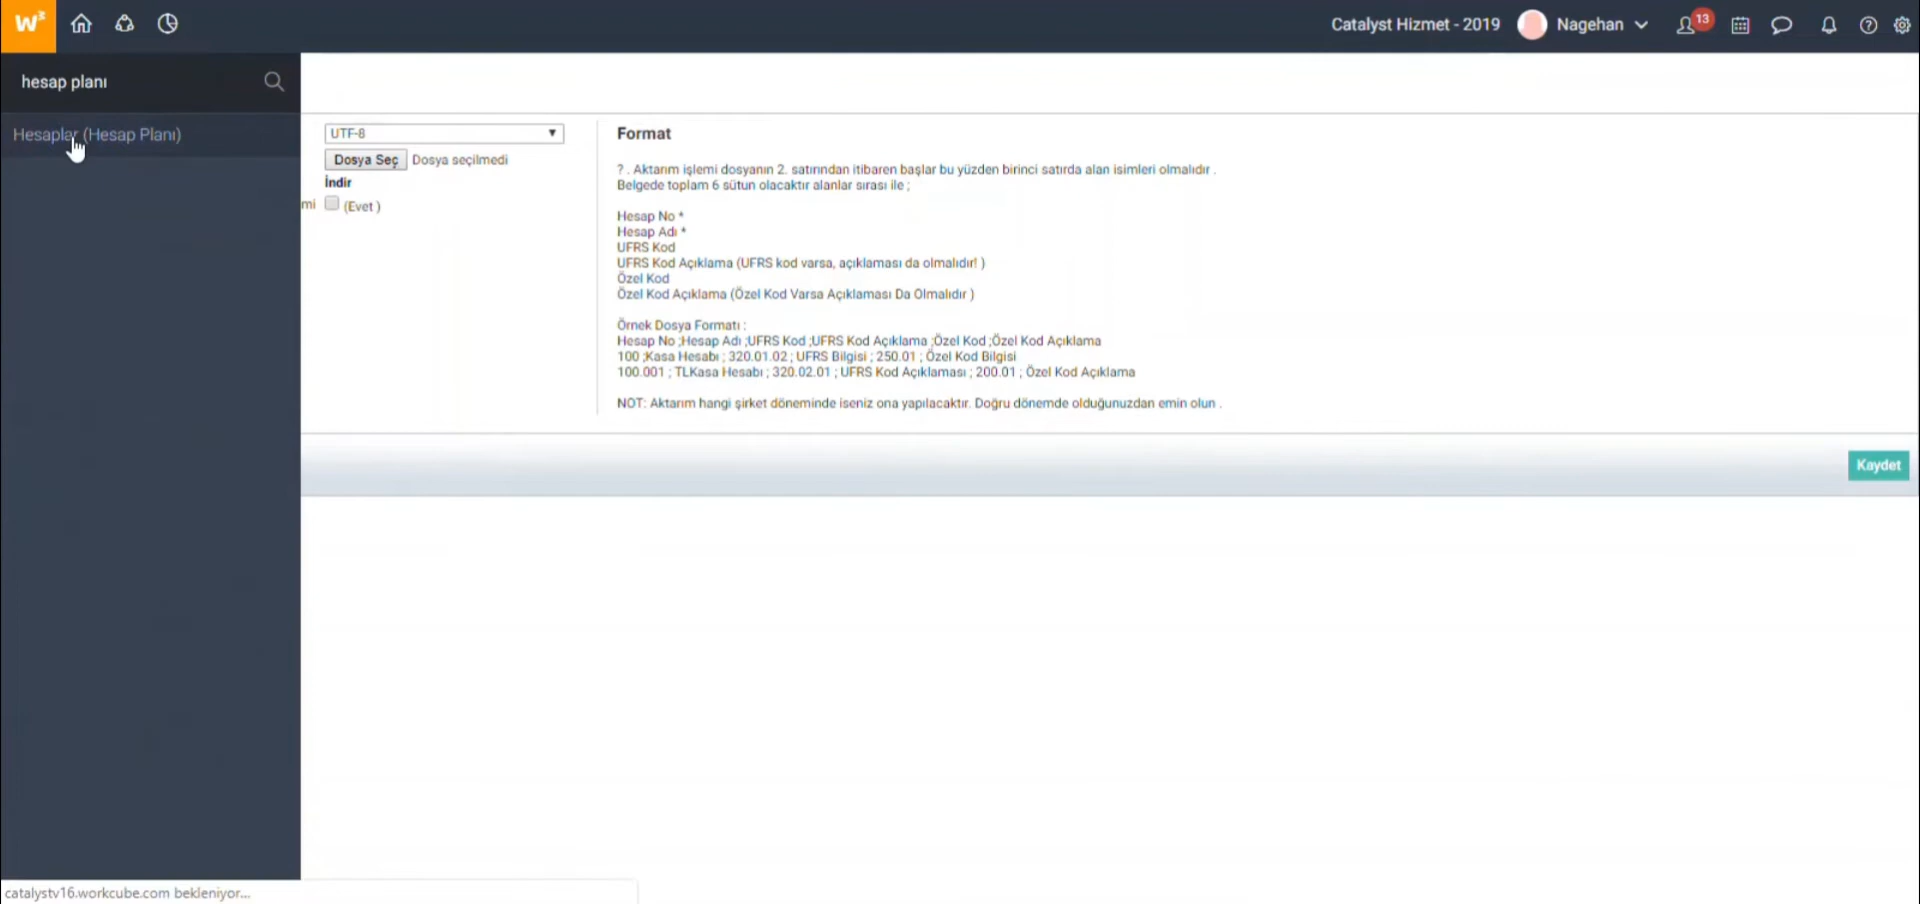 W³
Catalyst Hizmet - 2019
Nagehan
13
hesap planı
Hesaplar (Hesap Planı)
UTF-8
Dosya Seç Dosya seçilmedi
İndir
mi (Evet )
Format
? . Aktarım işlemi dosyanın 2. satırından itibaren başlar bu yüzden birinci satırda alan isimleri olmalıdır .
Belgede toplam 6 sütun olacaktır alanlar sırası ile ;
Hesap No *
Hesap Adı *
UFRS Kod
UFRS Kod Açıklama (UFRS kod varsa, açıklaması da olmalıdır! )
Özel Kod
Özel Kod Açıklama (Özel Kod Varsa Açıklaması Da Olmalıdır )
Örnek Dosya Formatı :
Hesap No ;Hesap Adı ;UFRS Kod ;UFRS Kod Açıklama ;Özel Kod ;Özel Kod Açıklama
100 ;Kasa Hesabı ; 320.01.02 ; UFRS Bilgisi ; 250.01 ; Özel Kod Bilgisi
100.001 ; TLKasa Hesabı ; 320.02.01 ; UFRS Kod Açıklaması ; 200.01 ; Özel Kod Açıklama
NOT: Aktarım hangi şirket döneminde iseniz ona yapılacaktır. Doğru dönemde olduğunuzdan emin olun .
Kaydet
catalystv16.workcube.com bekleniyor...